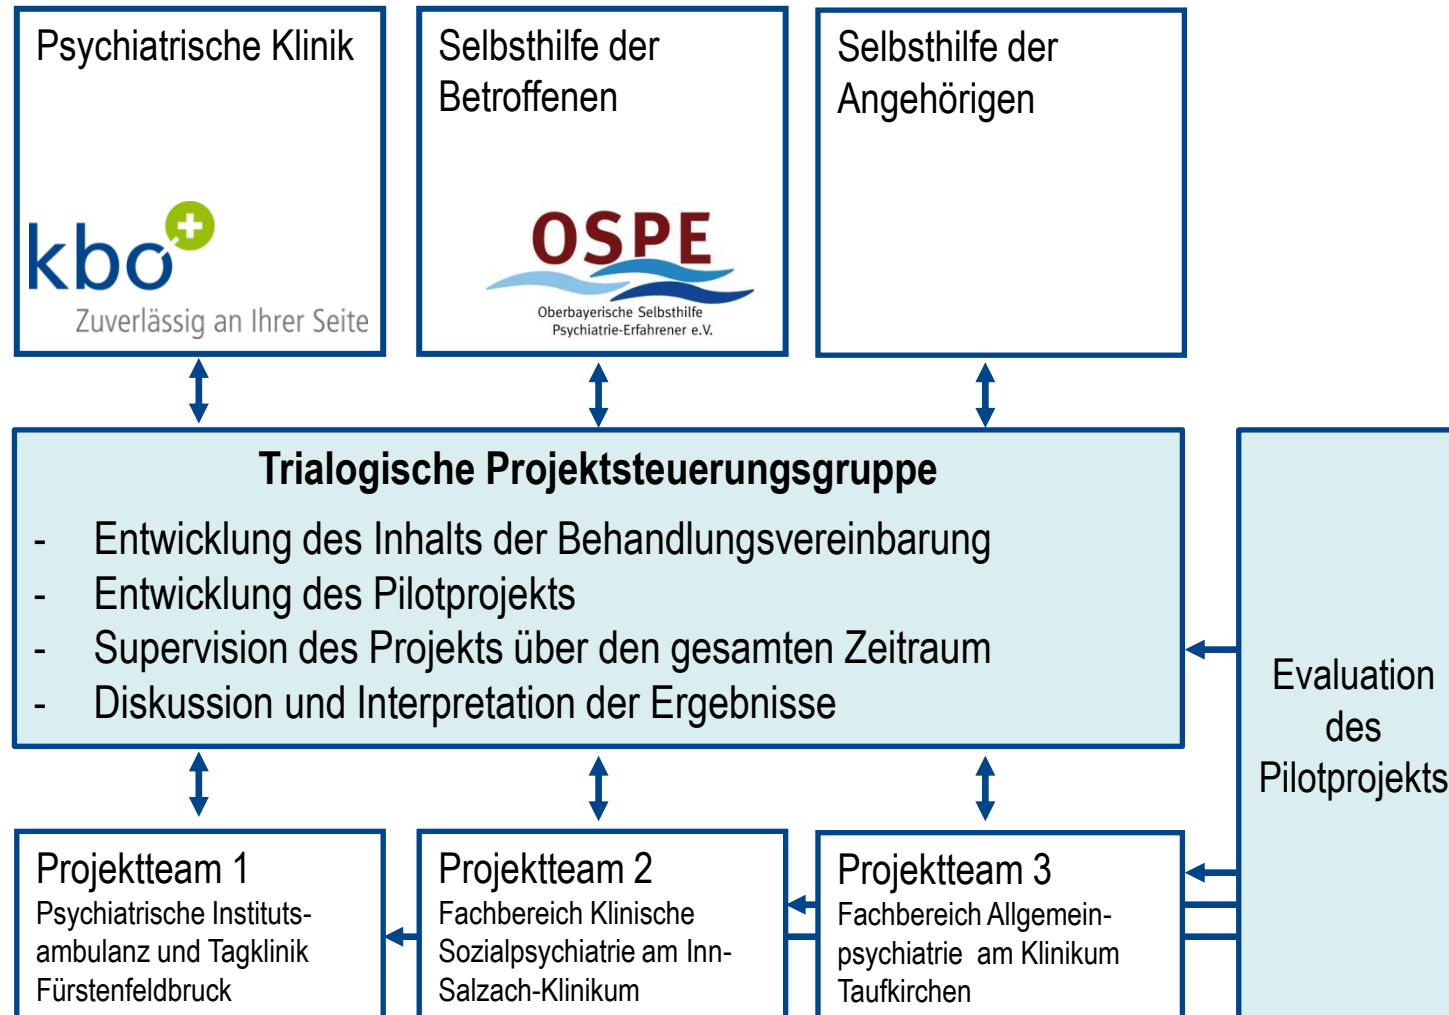 Psychiatrische Klinik
kbo
Zuverlässig an Ihrer Seite
Selbsthilfe der
Betroffenen
OSPE
Oberbayerische Selbsthilfe
Psychiatrie-Erfahrener e.V.
Selbsthilfe der
Angehörigen
Trialogische Projektsteuerungsgruppe
- Entwicklung des Inhalts der Behandlungsvereinbarung
- Entwicklung des Pilotprojekts
- Supervision des Projekts über den gesamten Zeitraum
- Diskussion und Interpretation der Ergebnisse
Evaluation
des
Pilotprojekts
Projektteam 1
Psychiatrische Instituts-
ambulanz und Tagklinik
Fürstenfeldbruck
Projektteam 2
Fachbereich Klinische
Sozialpsychiatrie am Inn-
Salzach-Klinikum
Projektteam 3
Fachbereich Allgemein-
psychiatrie am Klinikum
Taufkirchen